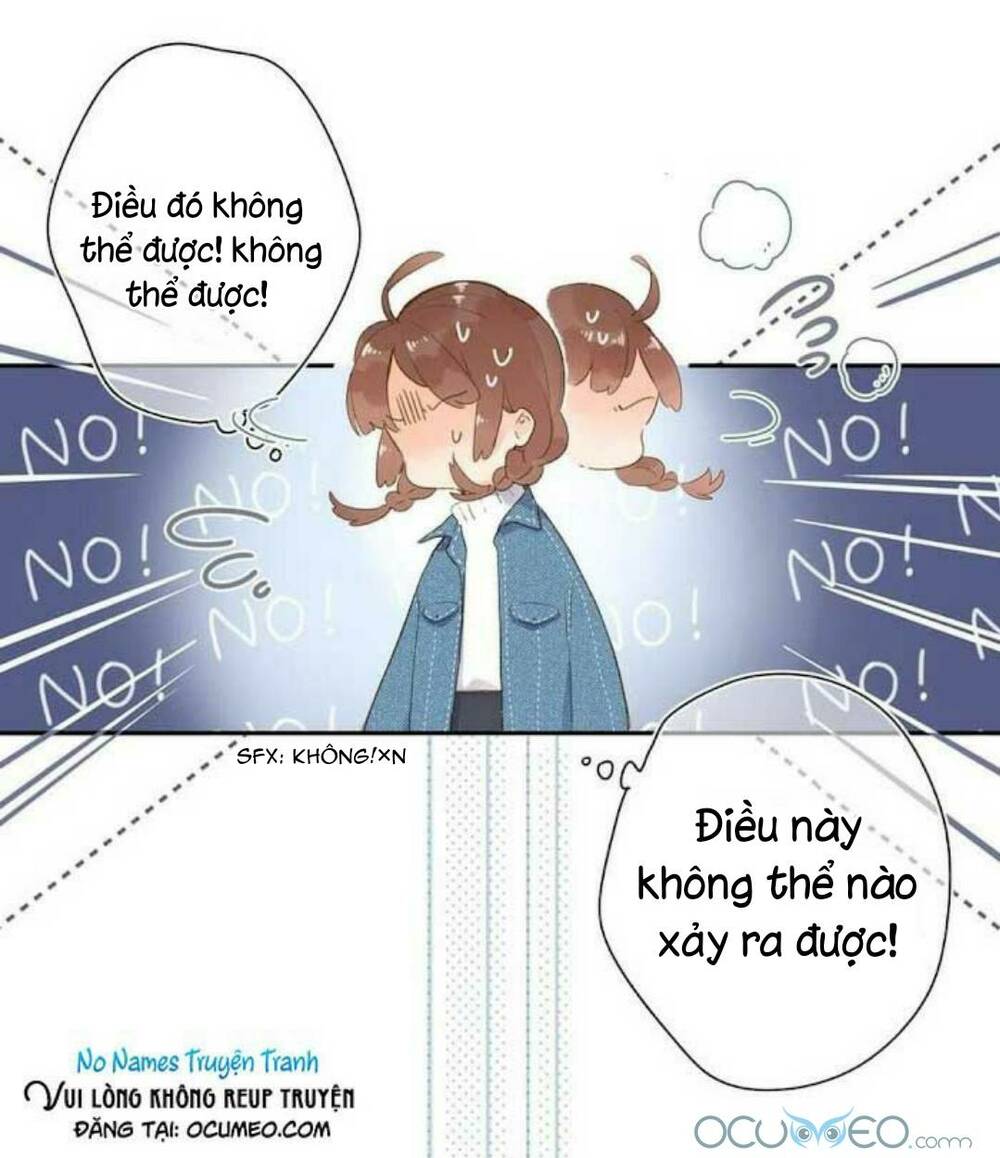 Điều đó không
thể được! không
thể được!
NO!
NO!
NO!
NO!
NO!
NO!
NO!
NO!
NO!
NO!
SFX: KHÔNG!×N
Điều này
không thể nào
xảy ra được!
No Names Truyện Tranh
VUI LÒNG KHÔNG REUP TRUYỆN
ĐĂNG TẠI: OCUMEO.COM
OCUMEO.comm